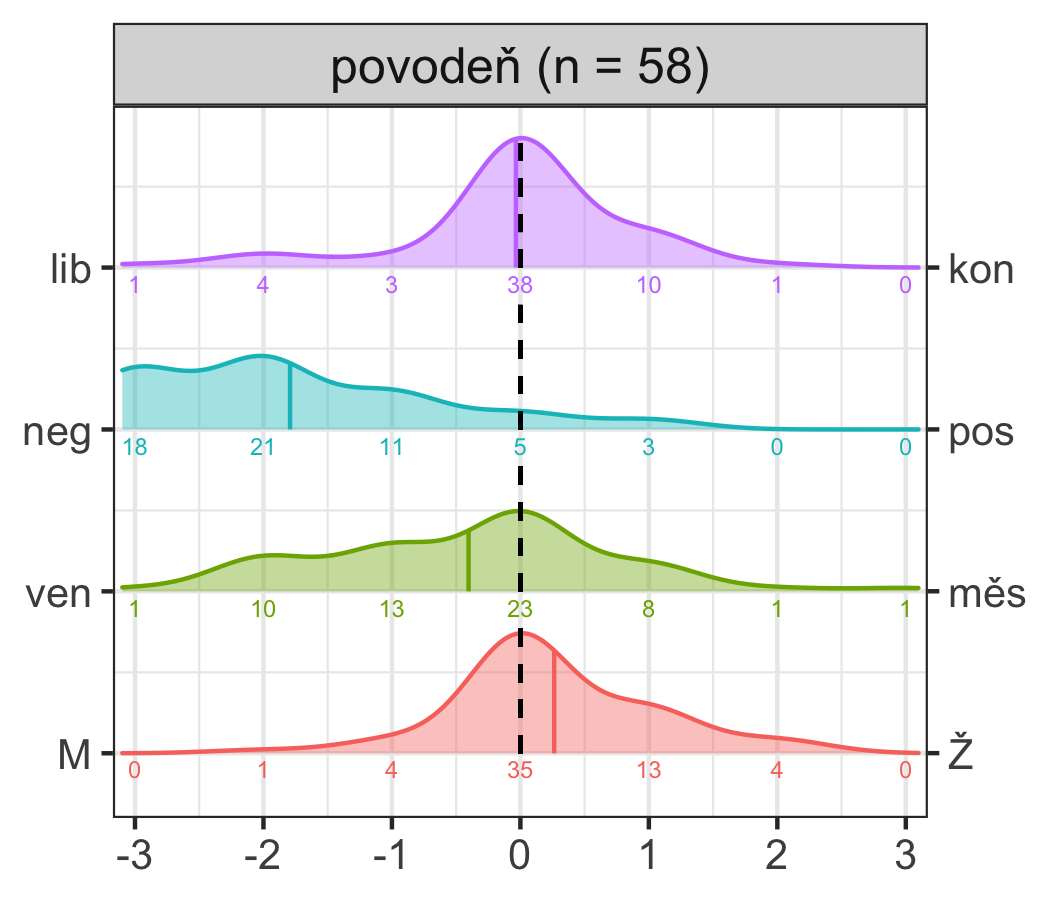 povodeň (n = 58)
lib kon
1 4 3 38 10 1 0
neg pos
18 21 11 5 3 0 0
ven měs
1 10 13 23 8 1 1
M Ž
0 1 4 35 13 4 0
-3 -2 -1 0 1 2 3